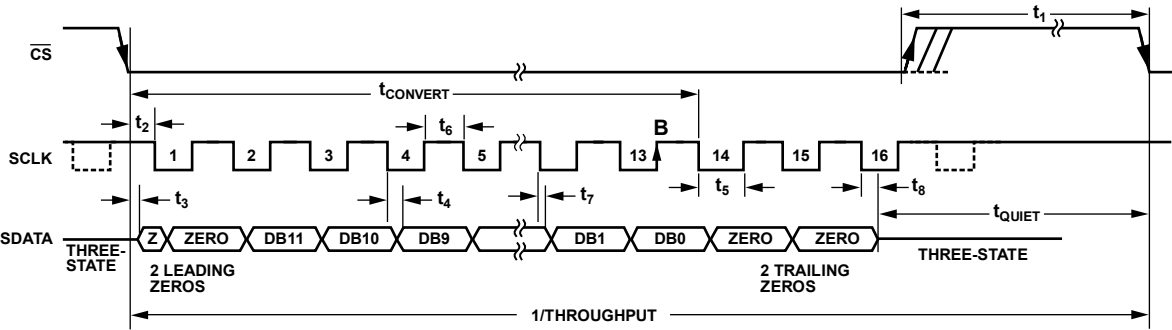 t1
CS
tCONVERT
t2
t6
B
SCLK
1
2
3
4
5
13
14
15
16
t3
t4
t7
t5
t8
tQUIET
SDATA
THREE-
STATE
Z
ZERO
DB11
DB10
DB9
DB1
DB0
ZERO
ZERO
THREE-STATE
2 LEADING
ZEROS
2 TRAILING
ZEROS
1/THROUGHPUT